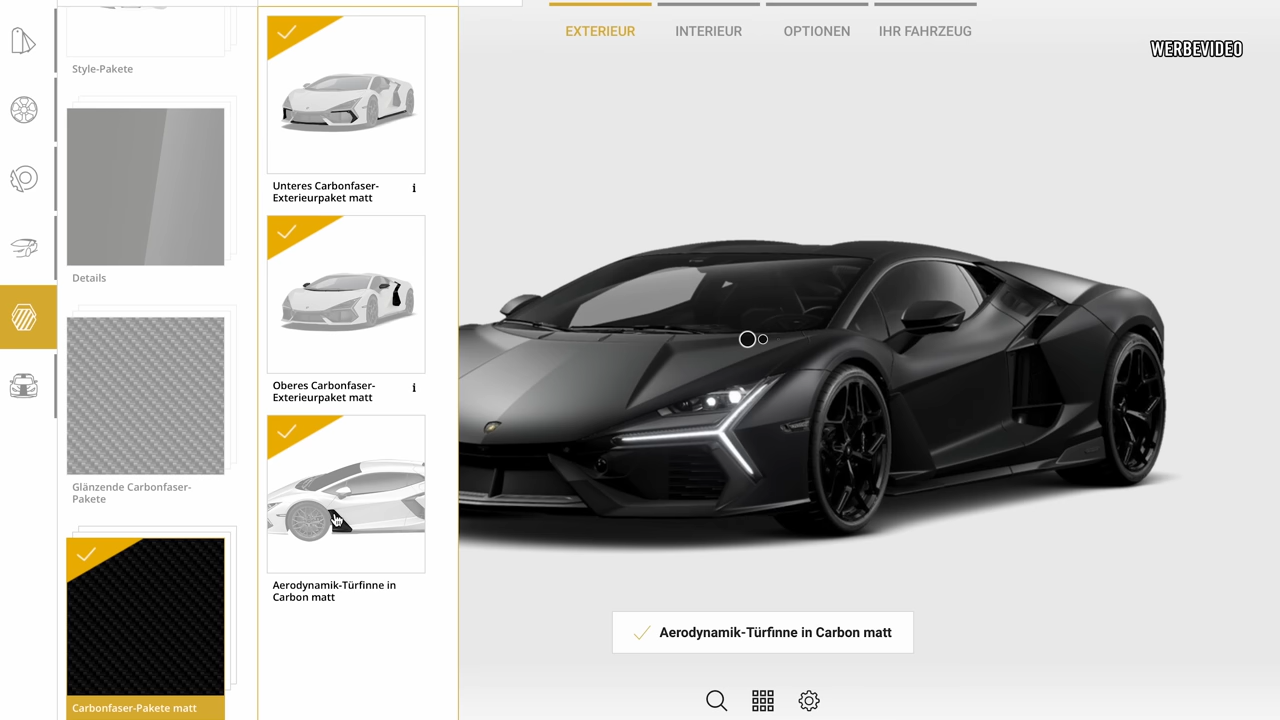 EXTERIEUR
INTERIEUR
OPTIONEN
IHR FAHRZEUG
WERBEVIDEO
Style-Pakete
Details
Glänzende Carbonfaser-
Pakete
Carbonfaser-Pakete matt
Unteres Carbonfaser-
Exterieurpaket matt
i
Oberes Carbonfaser-
Exterieurpaket matt
i
Aerodynamik-Türfinne in
Carbon matt
Aerodynamik-Türfinne in Carbon matt